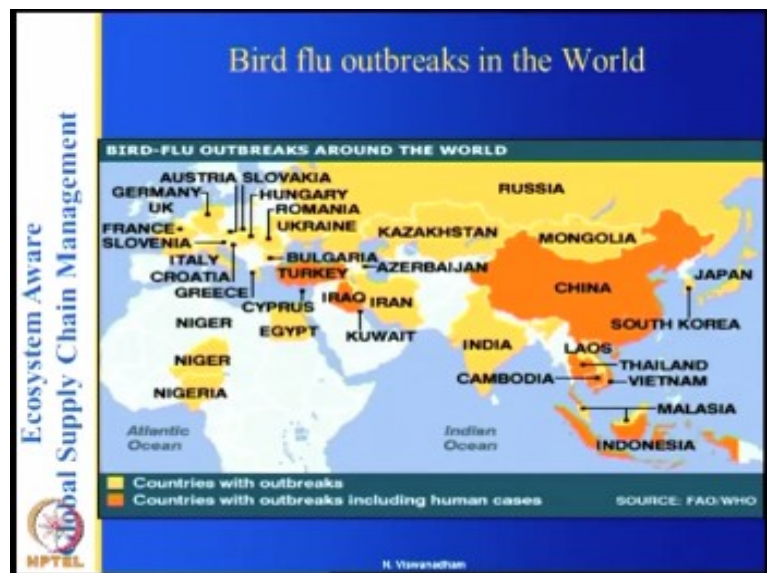 Bird flu outbreaks in the World
Ecosystem Aware
Global Supply Chain Management
BIRD-FLU OUTBREAKS AROUND THE WORLD
AUSTRIA SLOVAKIA
GERMANY HUNGARY
RUSSIA
UK ROMANIA
UKRAINE
FRANCE
KAZAKHSTAN
SLOVENIA
MONGOLIA
ITALY BULGARIA
AZERBAIJAN
CROATIA TURKEY
JAPAN
GREECE
CHINA
CYPRUS IRAQ IRAN
NIGER
EGYPT KUWAIT
SOUTH KOREA
INDIA LAOS
NIGER
THAILAND
CAMBODIA VIETNAM
NIGERIA
MALASIA
Atlantic
Ocean
Indian
Ocean
INDONESIA
Countries with outbreaks
Countries with outbreaks including human cases
SOURCE: FAO/WHO
NPTEL
N. Viswanadham